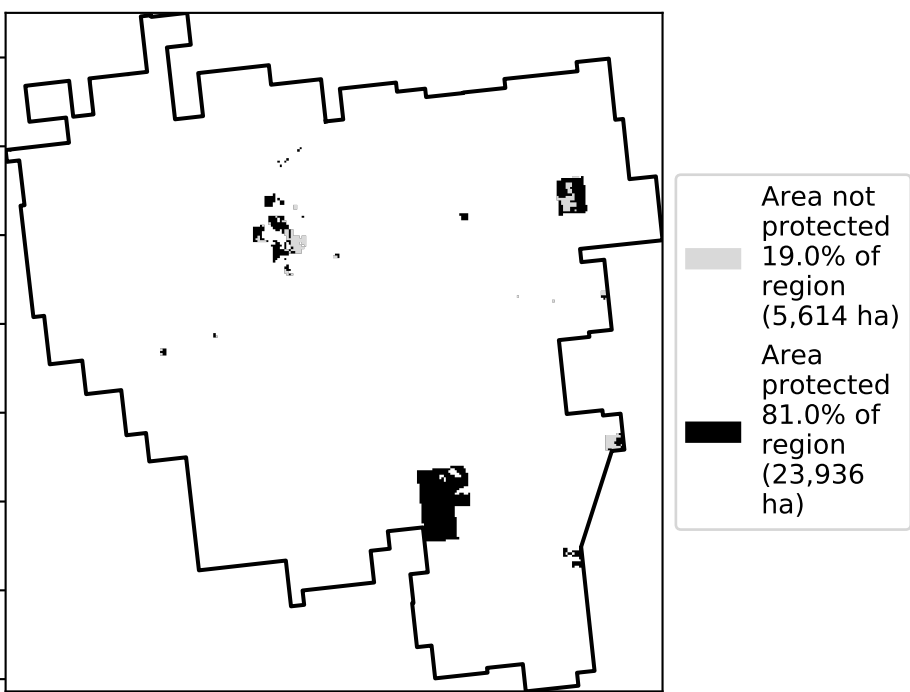 Area not
protected
19.0% of
region
(5,614 ha)
Area
protected
81.0% of
region
(23,936
ha)